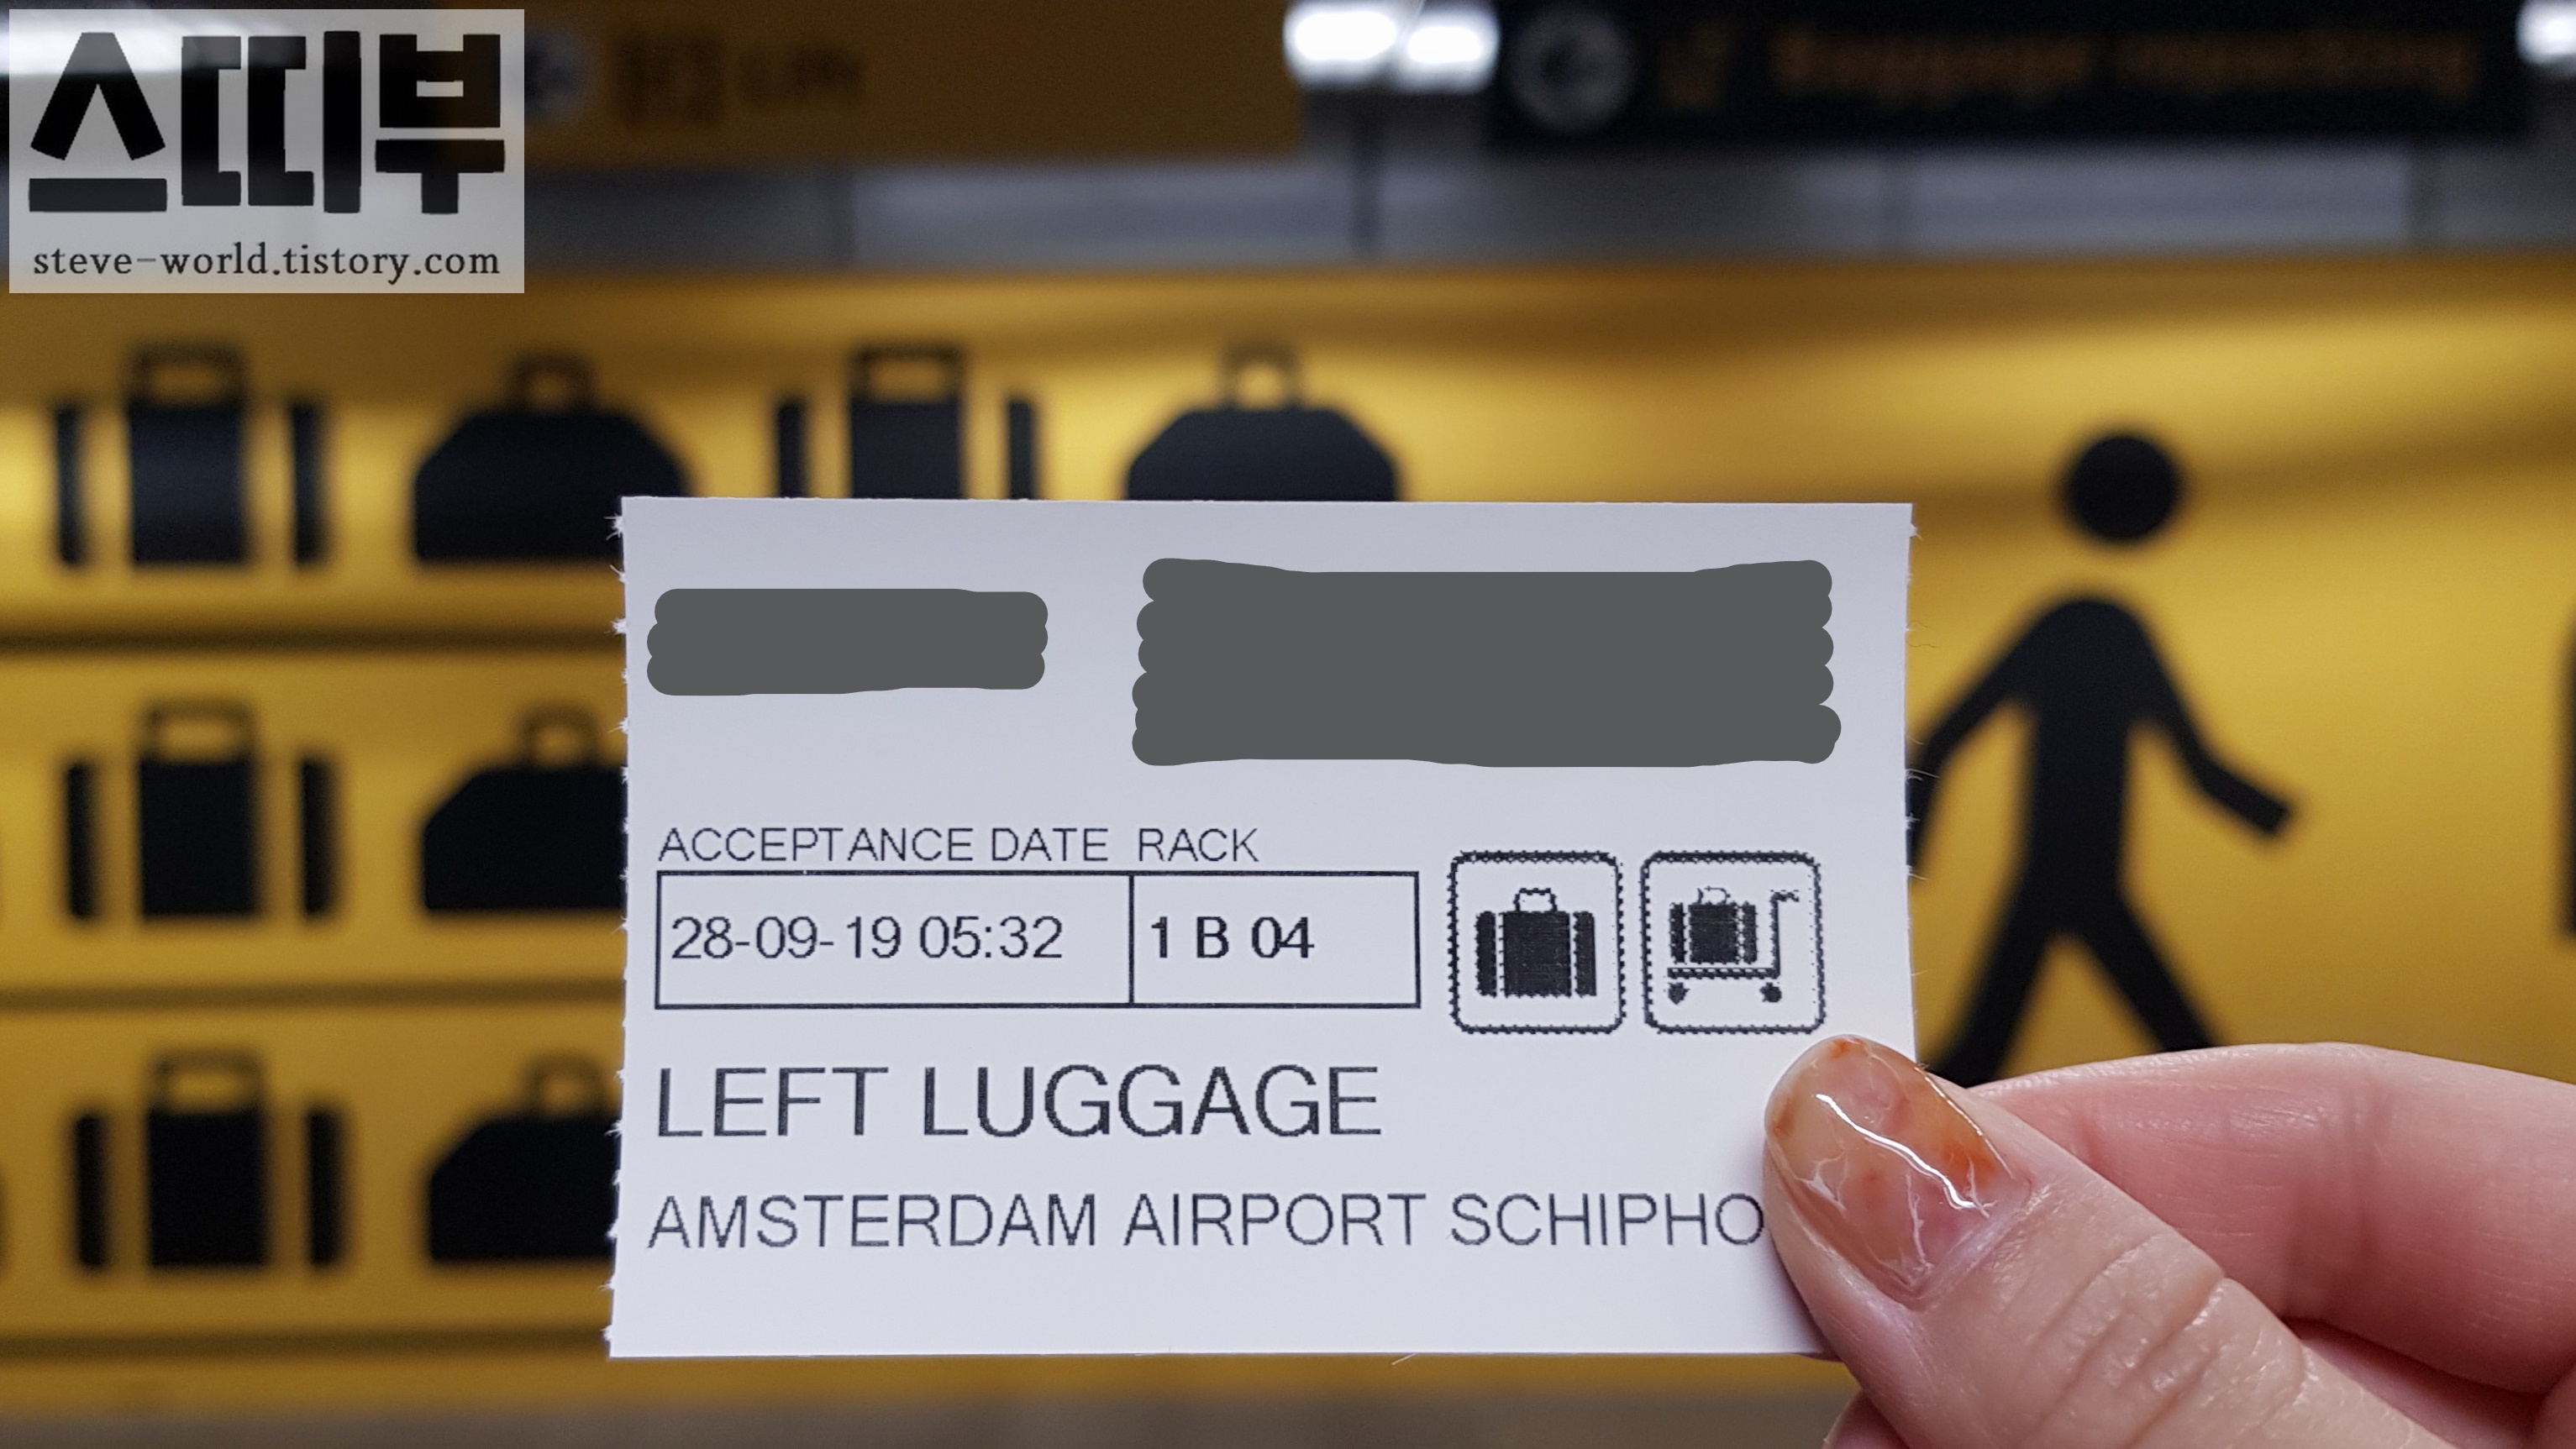 스띠부
steve-world.tistory.com
ACCEPTANCE DATE RACK
28-09-19 05:32 1 B 04
LEFT LUGGAGE
AMSTERDAM AIRPORT SCHIPHO